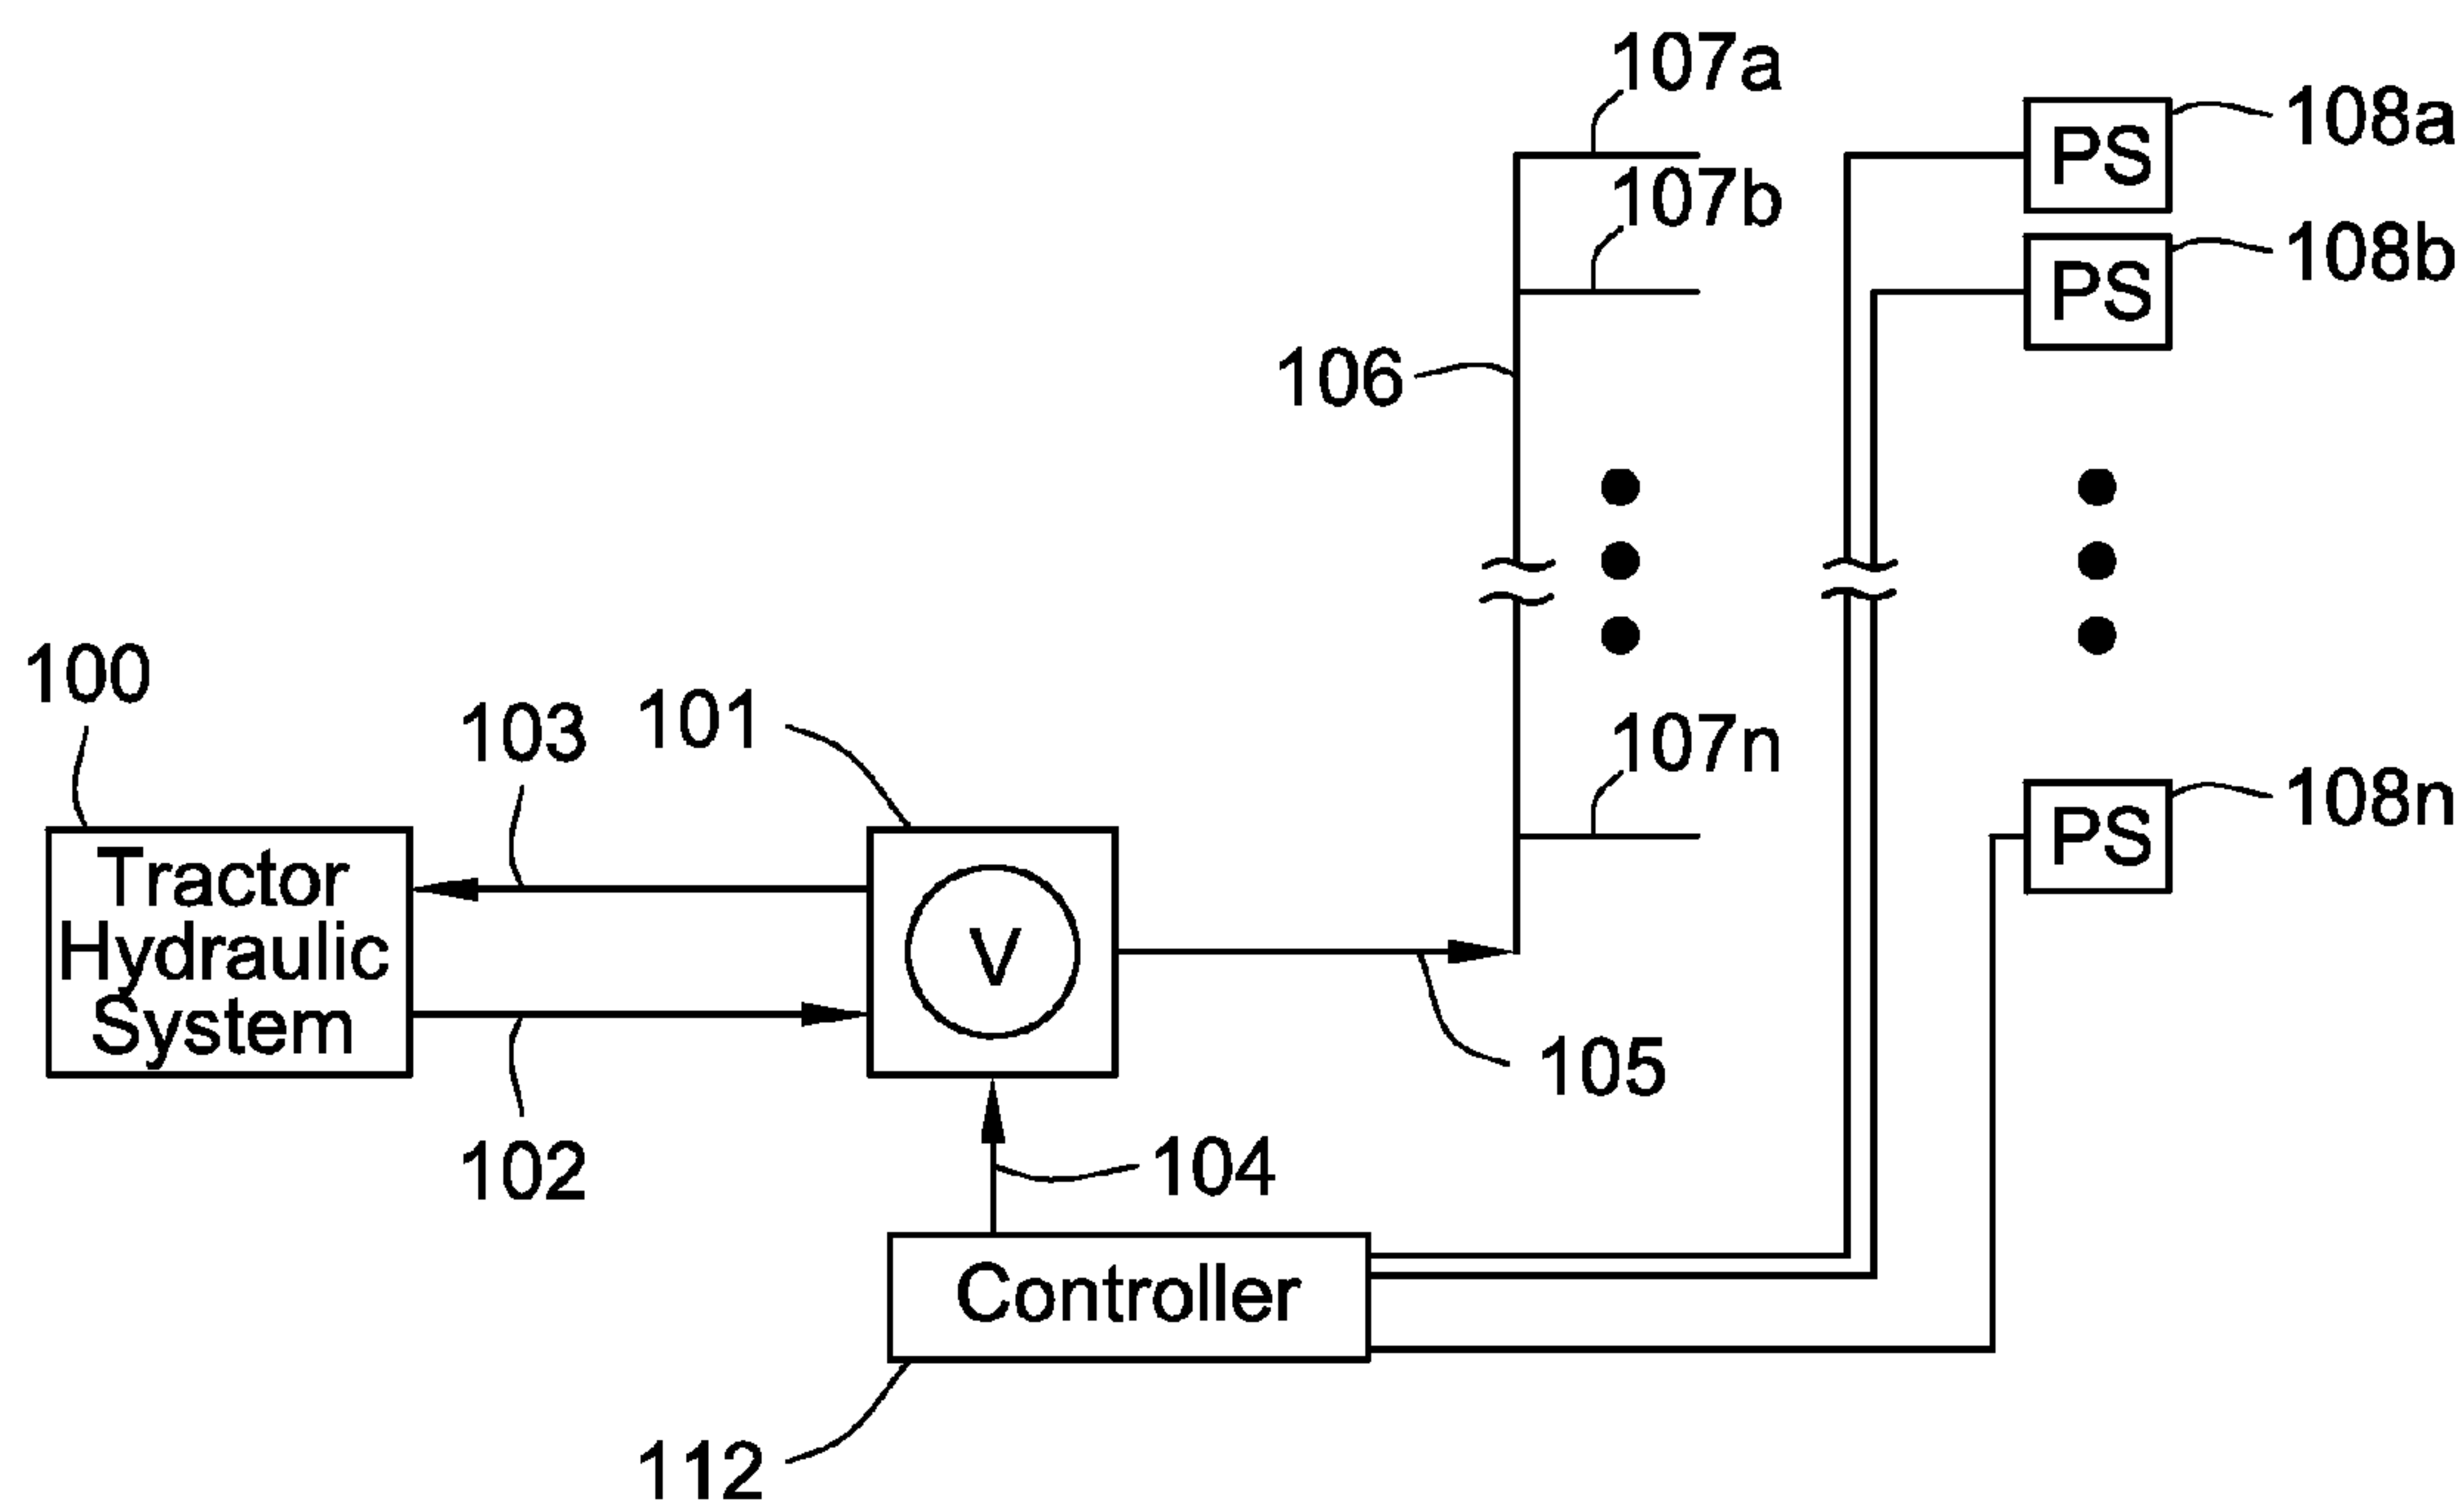 107a
108a
PS
107b
108b
PS
106
100
103
101
107n
108n
PS
Tractor
Hydraulic
System
V
105
102
104
Controller
112